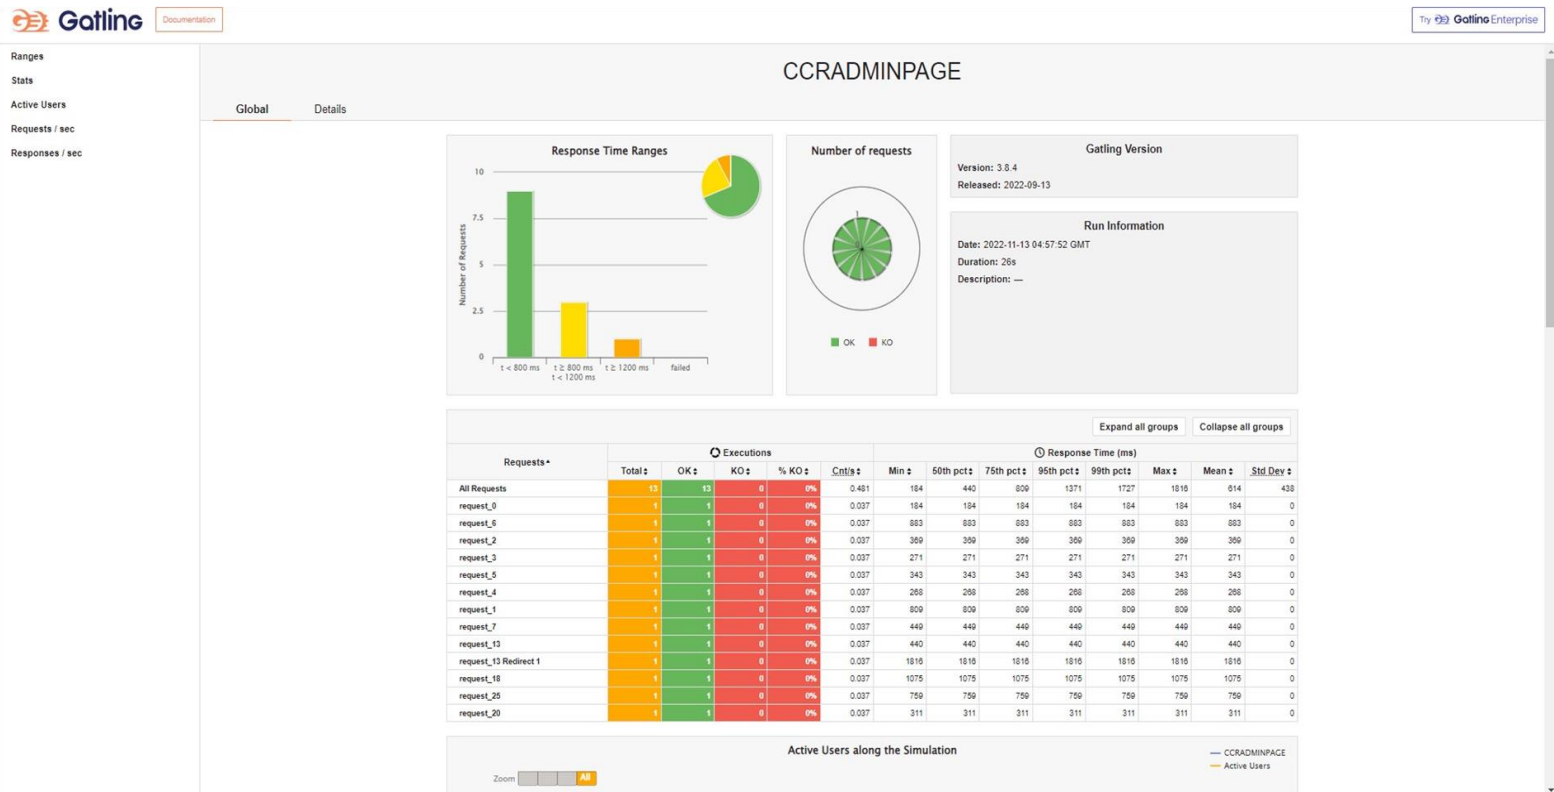 Gatling
Documentation
Try Gatling Enterprise
Ranges
Stats
Active Users
Requests / sec
Responses / sec
CCRADMINPAGE
Global Details
Response Time Ranges
10
7.5
5
2.5
0
Number of Requests
t < 800 ms
t ≥ 800 ms
t < 1200 ms
t ≥ 1200 ms
failed
Number of requests
1
0
OK KO
Gatling Version
Version: 3.8.4
Released: 2022-09-13
Run Information
Date: 2022-11-13 04:57:52 GMT
Duration: 26s
Description: —
Expand all groups Collapse all groups
Requests Executions Response Time (ms)
Total OK KO % KO Cnt/s Min 50th pct 75th pct 95th pct 99th pct Max Mean Std Dev
All Requests 13 13 0 0% 0.481 184 440 809 1371 1727 1816 614 438
request_0 1 1 0 0% 0.037 184 184 184 184 184 184 184 0
request_6 1 1 0 0% 0.037 883 883 883 883 883 883 883 0
request_2 1 1 0 0% 0.037 369 369 369 369 369 369 369 0
request_3 1 1 0 0% 0.037 271 271 271 271 271 271 271 0
request_5 1 1 0 0% 0.037 343 343 343 343 343 343 343 0
request_4 1 1 0 0% 0.037 268 268 268 268 268 268 268 0
request_1 1 1 0 0% 0.037 809 809 809 809 809 809 809 0
request_7 1 1 0 0% 0.037 449 449 449 449 449 449 449 0
request_13 1 1 0 0% 0.037 440 440 440 440 440 440 440 0
request_13 Redirect 1 1 1 0 0% 0.037 1816 1816 1816 1816 1816 1816 1816 0
request_18 1 1 0 0% 0.037 1075 1075 1075 1075 1075 1075 1075 0
request_25 1 1 0 0% 0.037 759 759 759 759 759 759 759 0
request_20 1 1 0 0% 0.037 311 311 311 311 311 311 311 0
Active Users along the Simulation
CCRADMINPAGE
Active Users
Zoom All